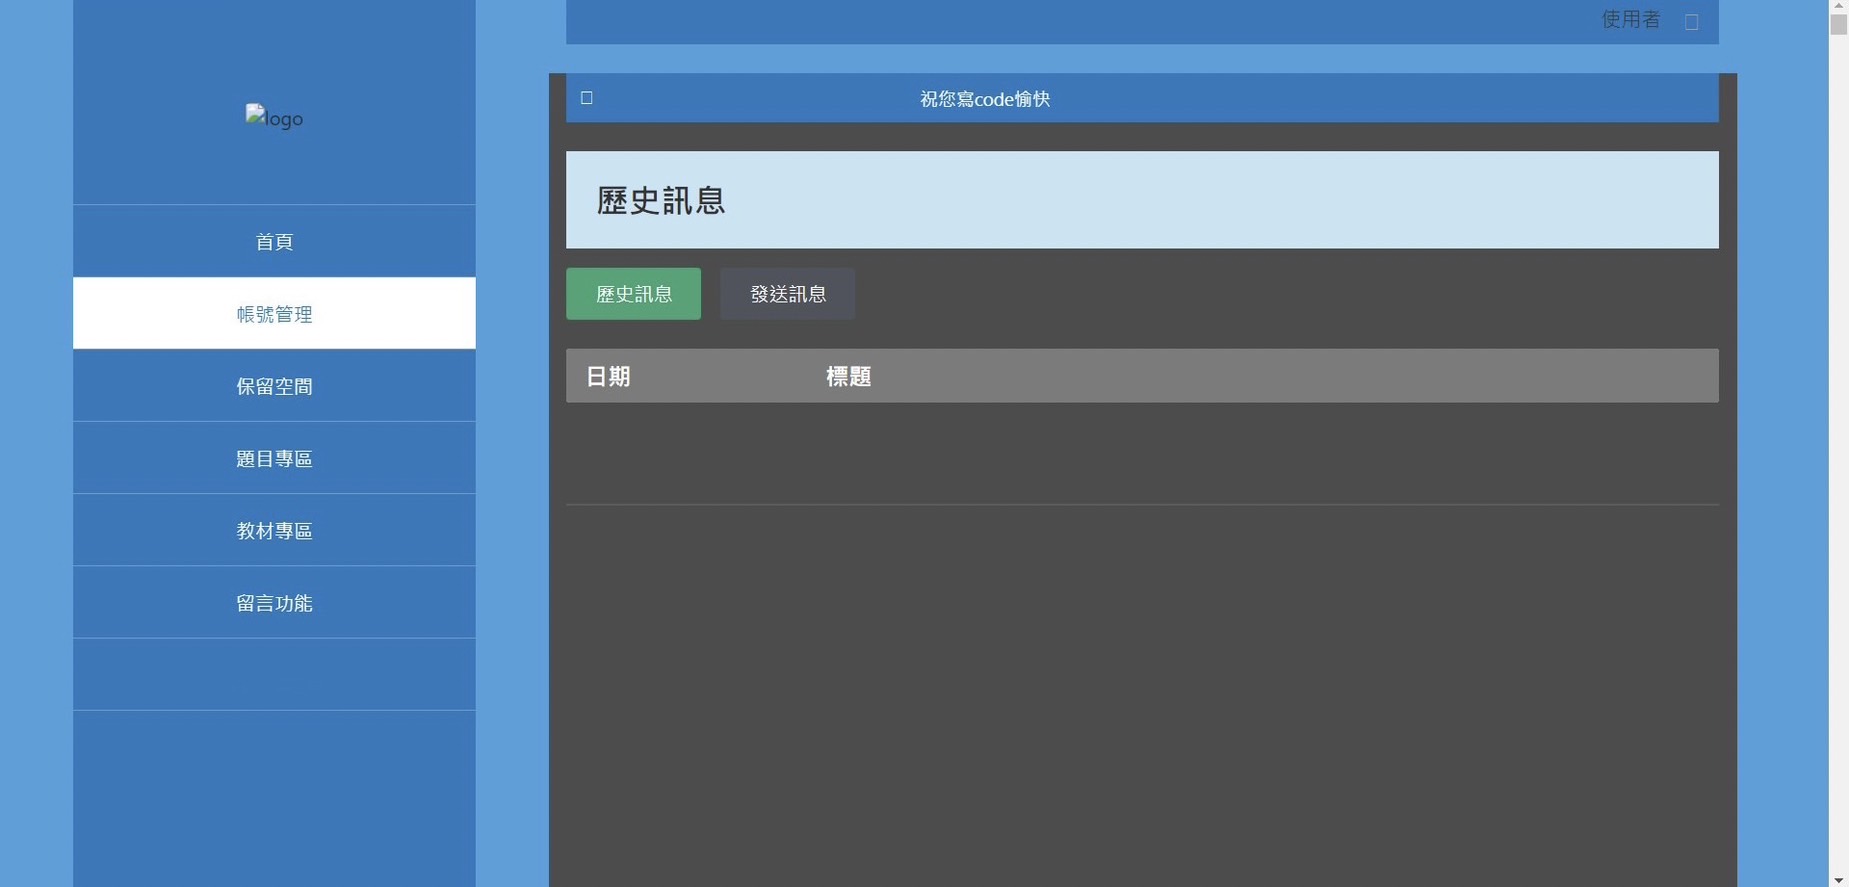 使用者
祝您寫code愉快
logo
歷史訊息
首頁
歷史訊息
發送訊息
帳號管理
日期
標題
保留空間
題目專區
教材專區
留言功能